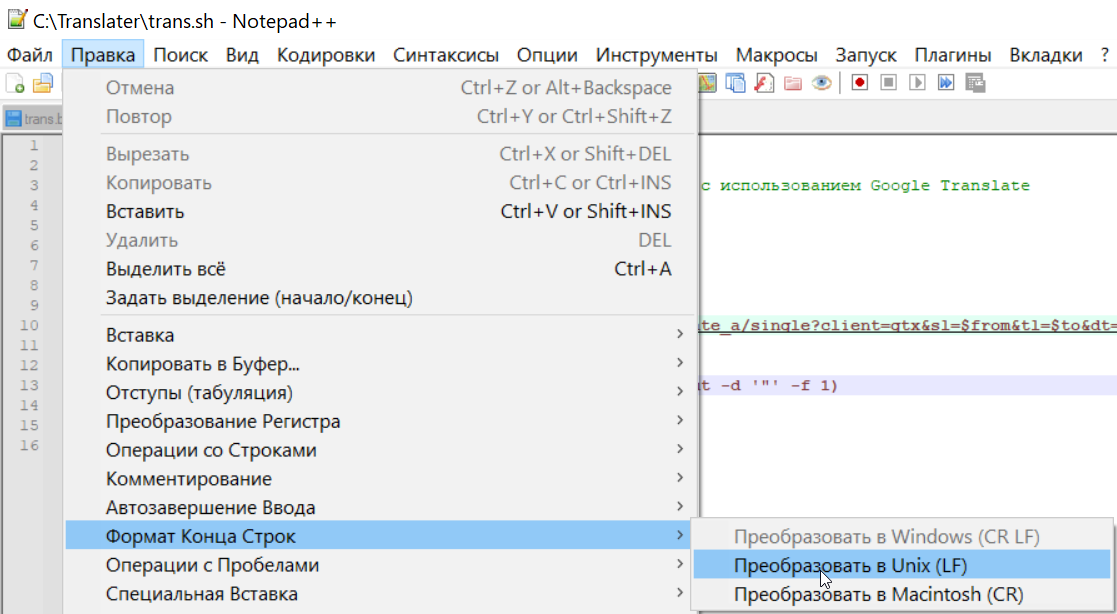 C:\Translater\trans.sh - Notepad++
Файл Правка Поиск Вид Кодировки Синтаксисы Опции Инструменты Макросы Запуск Плагины Вкладки ?
trans.b
Отмена Ctrl+Z or Alt+Backspace
Повтор Ctrl+Y or Ctrl+Shift+Z
Вырезать Ctrl+X or Shift+DEL
Копировать Ctrl+C or Ctrl+INS
Вставить Ctrl+V or Shift+INS
Удалить DEL
Выделить всё Ctrl+A
Задать выделение (начало/конец)
Вставка
Копировать в Буфер...
Отступы (табуляция)
Преобразование Регистра
Операции со Строками
Комментирование
Автозавершение Ввода
Формат Конца Строк
Операции с Пробелами
Специальная Вставка
Преобразовать в Windows (CR LF)
Преобразовать в Unix (LF)
Преобразовать в Macintosh (CR)
1
2
3 с использованием Google Translate
4
5
6
7
8
9
10 te_a/single?client=gtx&sl=$from&tl=$to&dt=
11
12
13 ut -d '"' -f 1)
14
15
16